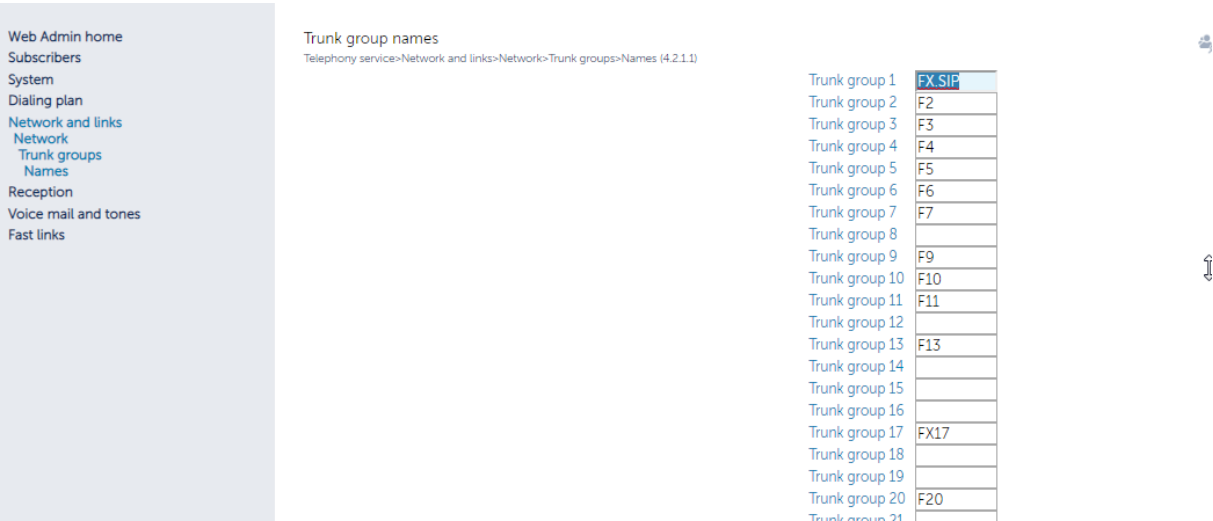 Web Admin home
Subscribers
System
Dialing plan
Network and links
Network
Trunk groups
Names
Reception
Voice mail and tones
Fast links
Trunk group names
Telephony service>Network and links>Network>Trunk groups>Names (4.2.1.1)
Trunk group 1 FX.SIP
Trunk group 2 F2
Trunk group 3 F3
Trunk group 4 F4
Trunk group 5 F5
Trunk group 6 F6
Trunk group 7 F7
Trunk group 8
Trunk group 9 F9
Trunk group 10 F10
Trunk group 11 F11
Trunk group 12
Trunk group 13 F13
Trunk group 14
Trunk group 15
Trunk group 16
Trunk group 17 FX17
Trunk group 18
Trunk group 19
Trunk group 20 F20
Trunk group 21